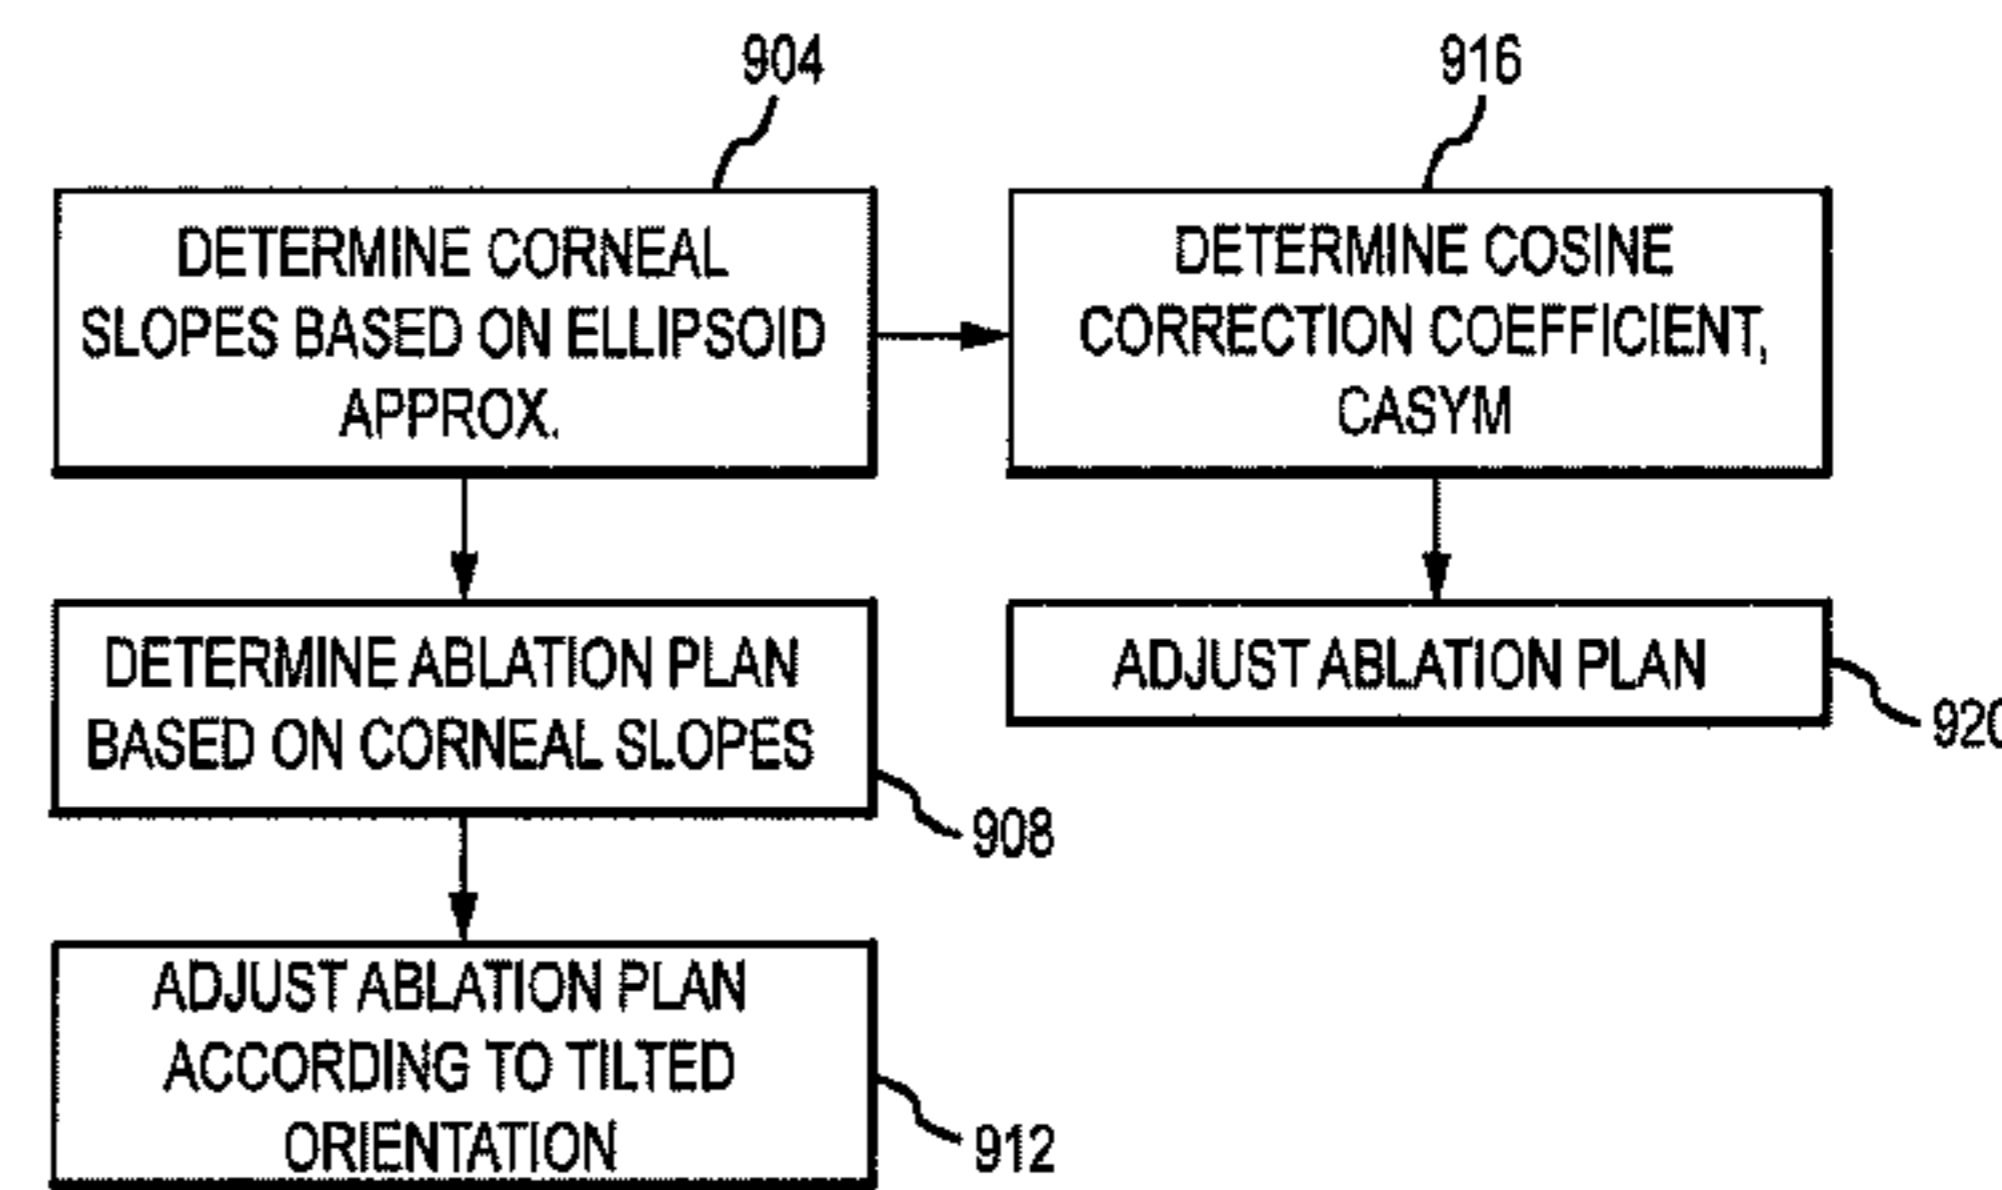 904
916
DETERMINE CORNEAL
SLOPES BASED ON ELLIPSOID
APPROX.
DETERMINE COSINE
CORRECTION COEFFICIENT,
CASYM
DETERMINE ABLATION PLAN
BASED ON CORNEAL SLOPES
908
ADJUST ABLATION PLAN
920
ADJUST ABLATION PLAN
ACCORDING TO TILTED
ORIENTATION
912